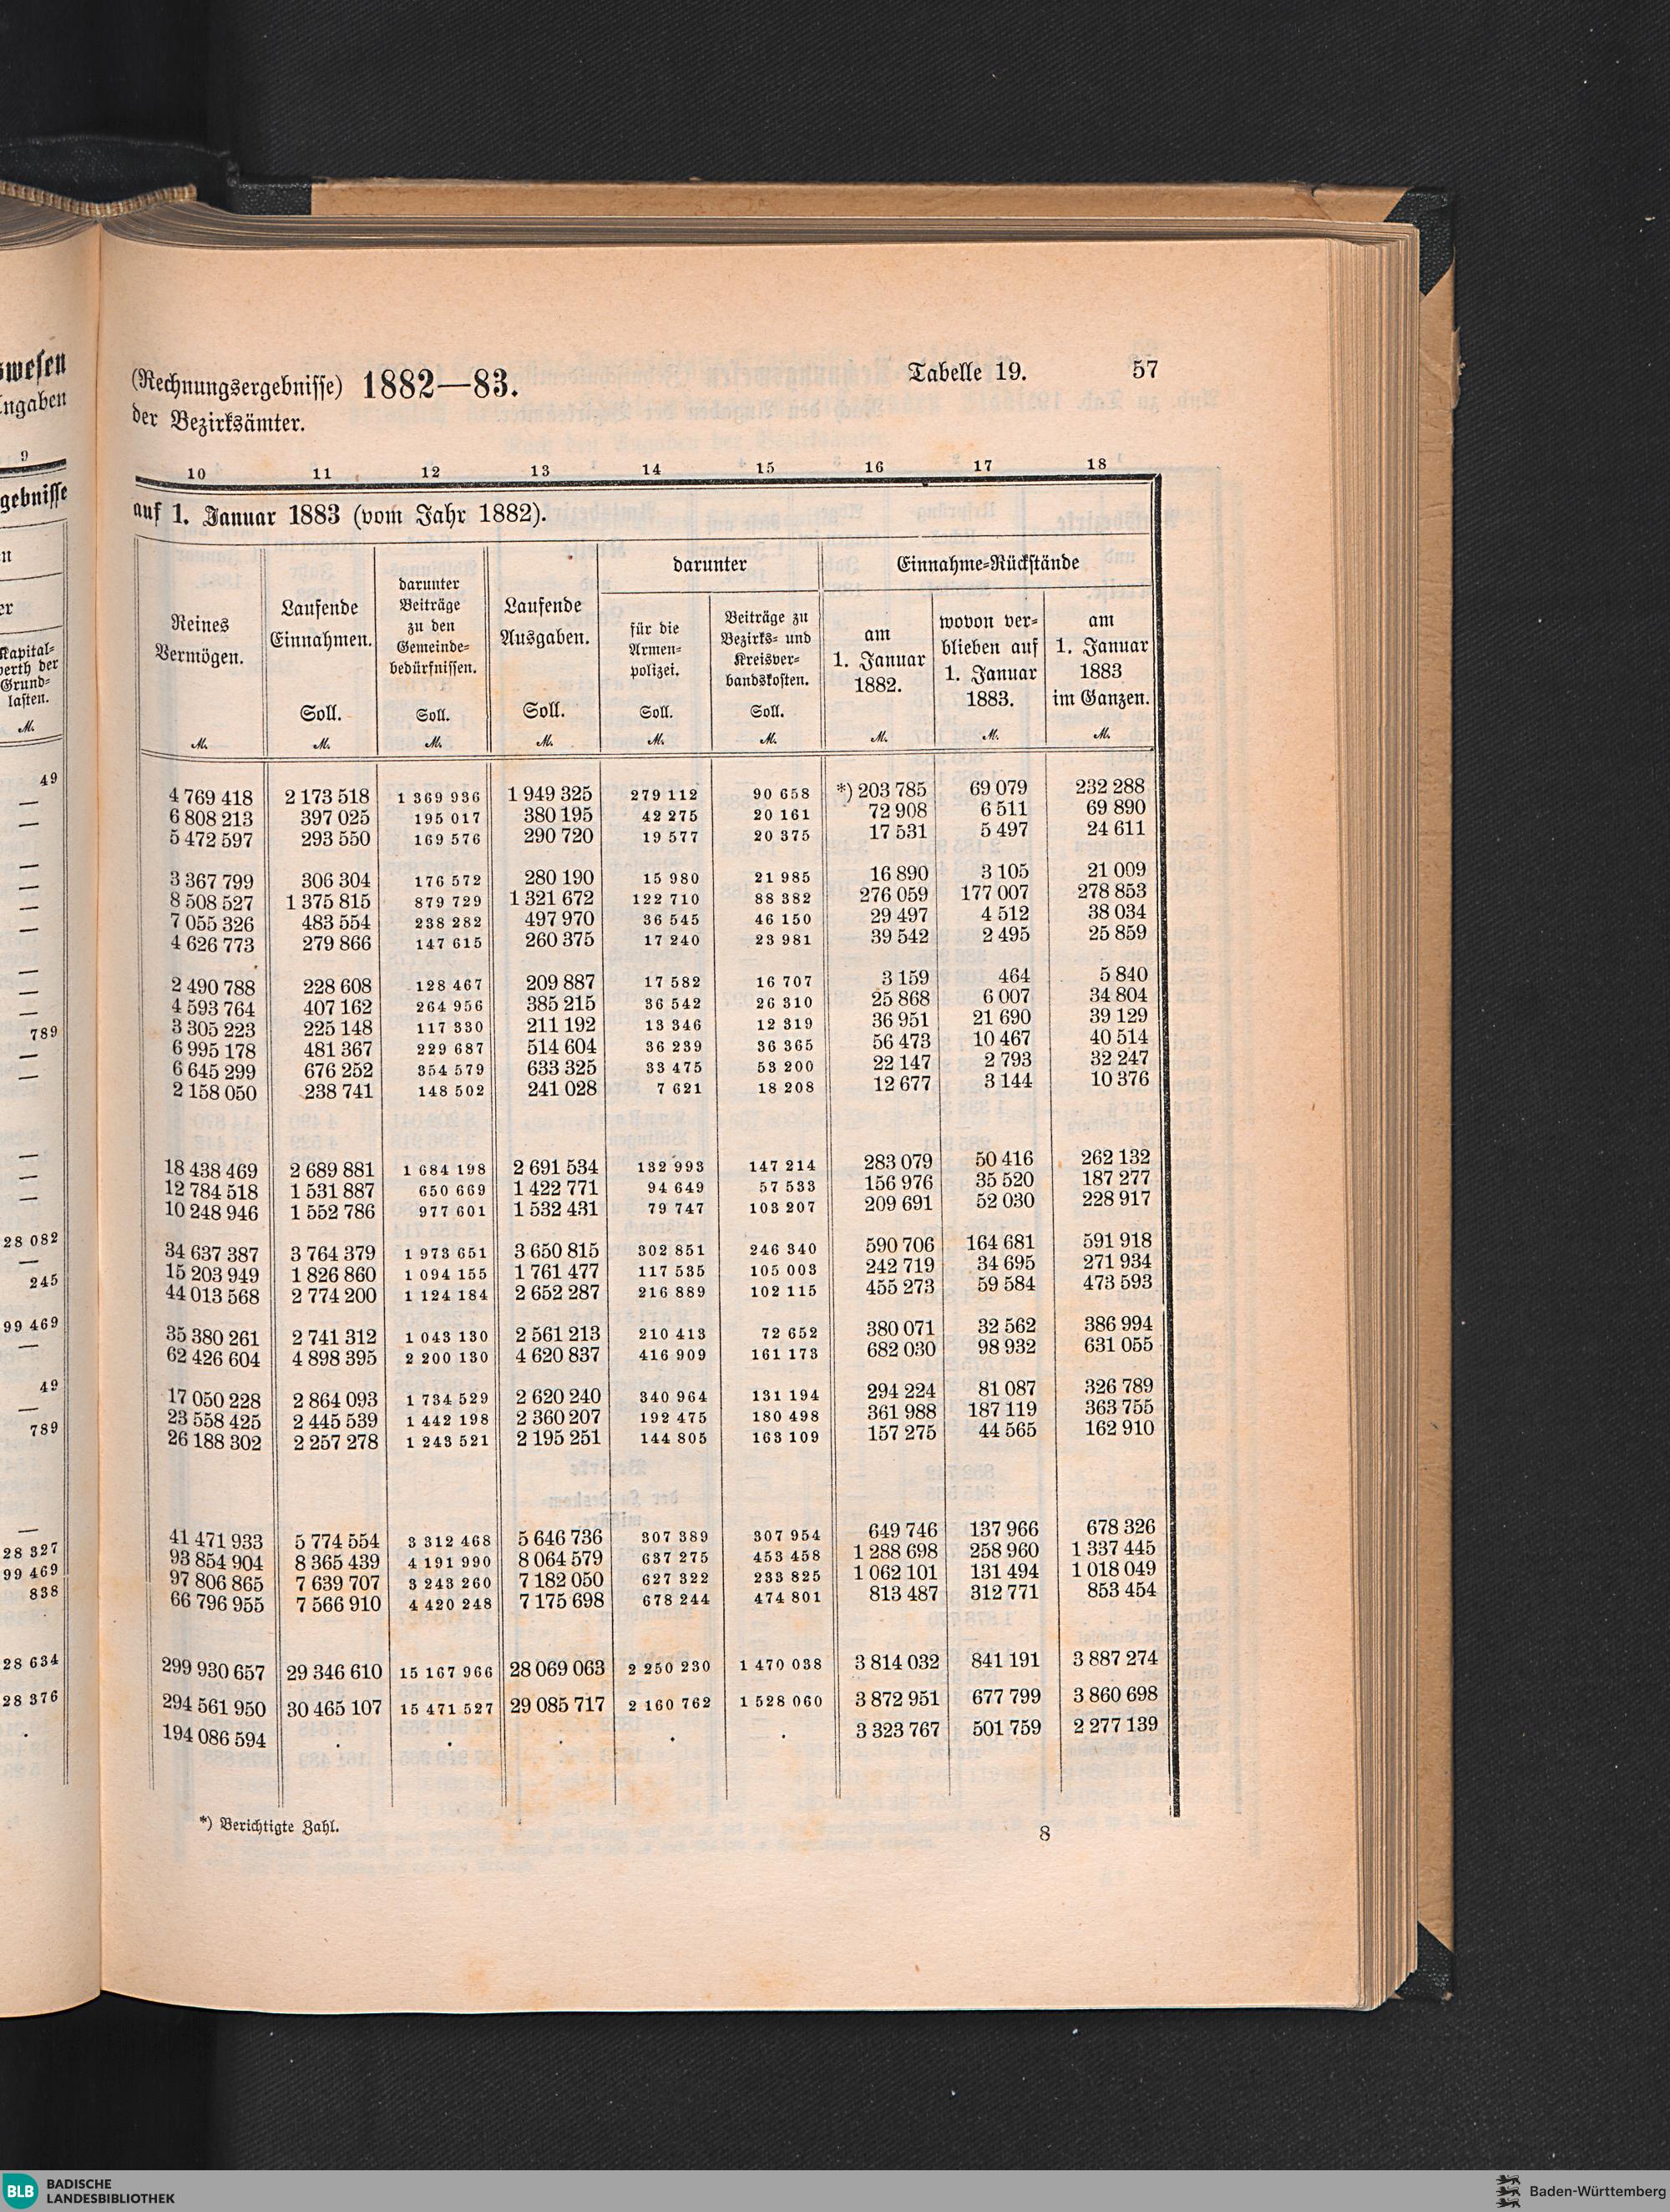 swesen
Angaben
9
gebnisse
n
er
Kapital-
werth der
Grund-
lasten.
ℳ.
49
—
—
—
—
—
—
—
—
—
789
—
—
—
—
—
28 082
—
245
99 469
—
49
—
789
—
28 327
99 469
838
28 634
28 376
.
(Rechnungsergebnisse) 1882—83. Tabelle 19. 57
der Bezirksämter.
10 11 12 13 14 15 16 17 18
auf 1. Januar 1883 (vom Jahr 1882).
Reines
Vermögen.
ℳ.
Laufende
Einnahmen.
Soll.
ℳ.
darunter
Beiträge
zu den
Gemeinde-
bedürfnissen.
Soll.
ℳ.
Laufende
Ausgaben.
Soll.
ℳ.
darunter
für die
Armen-
polizei.
Soll.
ℳ.
Beiträge zu
Bezirks- und
Kreisver-
bandskosten.
Soll.
ℳ.
Einnahme-Rückstände
am
1. Januar
1882.
ℳ.
wovon ver-
blieben auf
1. Januar
1883.
ℳ.
am
1. Januar
1883
im Ganzen.
ℳ.
4 769 418 2 173 518 1 369 936 1 949 325 279 112 90 658 *) 203 785 69 079 232 288
6 808 213 397 025 195 017 380 195 42 275 20 161 72 908 6 511 69 890
5 472 597 293 550 169 576 290 720 19 577 20 375 17 531 5 497 24 611
3 367 799 306 304 176 572 280 190 15 980 21 985 16 890 3 105 21 009
8 508 527 1 375 815 879 729 1 321 672 122 710 88 382 276 059 177 007 278 853
7 055 326 483 554 238 282 497 970 36 545 46 150 29 497 4 512 38 034
4 626 773 279 866 147 615 260 375 17 240 23 981 39 542 2 495 25 859
2 490 788 228 608 128 467 209 887 17 582 16 707 3 159 464 5 840
4 593 764 407 162 264 956 385 215 36 542 26 310 25 868 6 007 34 804
3 305 223 225 148 117 330 211 192 13 346 12 319 36 951 21 690 39 129
6 995 178 481 367 229 687 514 604 36 239 36 365 56 473 10 467 40 514
6 645 299 676 252 354 579 633 325 33 475 53 200 22 147 2 793 32 247
2 158 050 238 741 148 502 241 028 7 621 18 208 12 677 3 144 10 376
18 438 469 2 689 881 1 684 198 2 691 534 132 993 147 214 283 079 50 416 262 132
12 784 518 1 531 887 650 669 1 422 771 94 649 57 533 156 976 35 520 187 277
10 248 946 1 552 786 977 601 1 532 431 79 747 103 207 209 691 52 030 228 917
34 637 387 3 764 379 1 973 651 3 650 815 302 851 246 340 590 706 164 681 591 918
15 203 949 1 826 860 1 094 155 1 761 477 117 535 105 003 242 719 34 695 271 934
44 013 568 2 774 200 1 124 184 2 652 287 216 889 102 115 455 273 59 584 473 593
35 380 261 2 741 312 1 043 130 2 561 213 210 413 72 652 380 071 32 562 386 994
62 426 604 4 898 395 2 200 130 4 620 837 416 909 161 173 682 030 98 932 631 055
17 050 228 2 864 093 1 734 529 2 620 240 340 964 131 194 294 224 81 087 326 789
23 558 425 2 445 539 1 442 198 2 360 207 192 475 180 498 361 988 187 119 363 755
26 188 302 2 257 278 1 243 521 2 195 251 144 805 163 109 157 275 44 565 162 910
41 471 933 5 774 554 3 312 468 5 646 736 307 389 307 954 649 746 137 966 678 326
93 854 904 8 365 439 4 191 990 8 064 579 637 275 453 458 1 288 698 258 960 1 337 445
97 806 865 7 639 707 3 243 260 7 182 050 627 322 233 825 1 062 101 131 494 1 018 049
66 796 955 7 566 910 4 420 248 7 175 698 678 244 474 801 813 487 312 771 853 454
299 930 657 29 346 610 15 167 966 28 069 063 2 250 230 1 470 038 3 814 032 841 191 3 887 274
294 561 950 30 465 107 15 471 527 29 085 717 2 160 762 1 528 060 3 872 951 677 799 3 860 698
194 086 594 . . . . . 3 323 767 501 759 2 277 139
*) Berichtigte Zahl.
8
BLB BADISCHE
LANDESBIBLIOTHEK
Baden-Württemberg